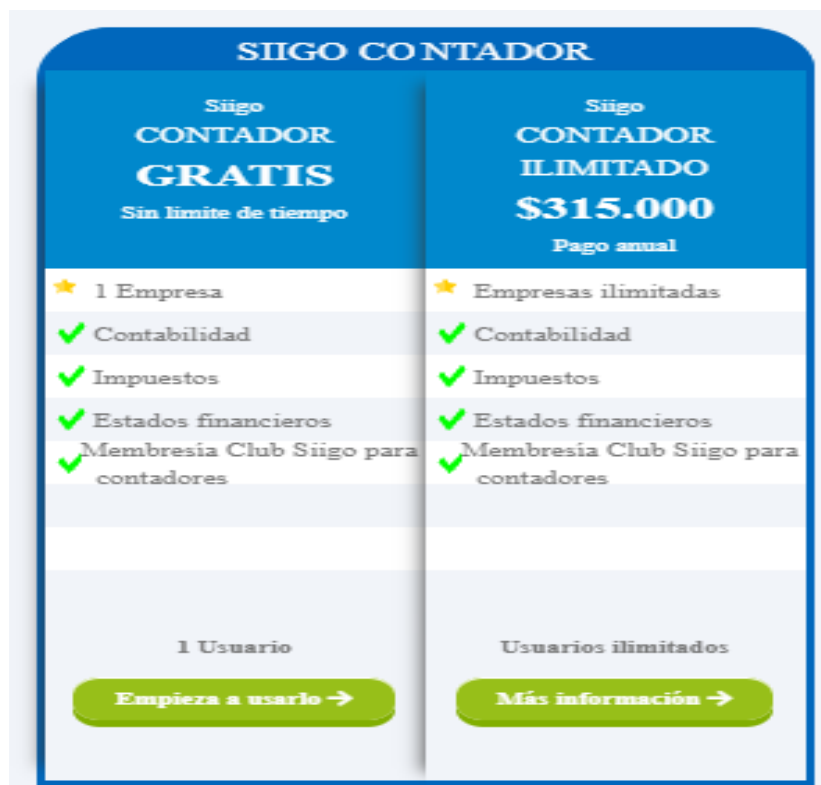 SIIGO CONTADOR
Siigo
CONTADOR
GRATIS
Sin limite de tiempo
1 Empresa
Contabilidad
Impuestos
Estados financieros
Membresía Club Siigo para
contadores
1 Usuario
Empieza a usarlo →
Siigo
CONTADOR
ILIMITADO
$315.000
Pago anual
Empresas ilimitadas
Contabilidad
Impuestos
Estados financieros
Membresía Club Siigo para
contadores
Usuarios ilimitados
Más información →